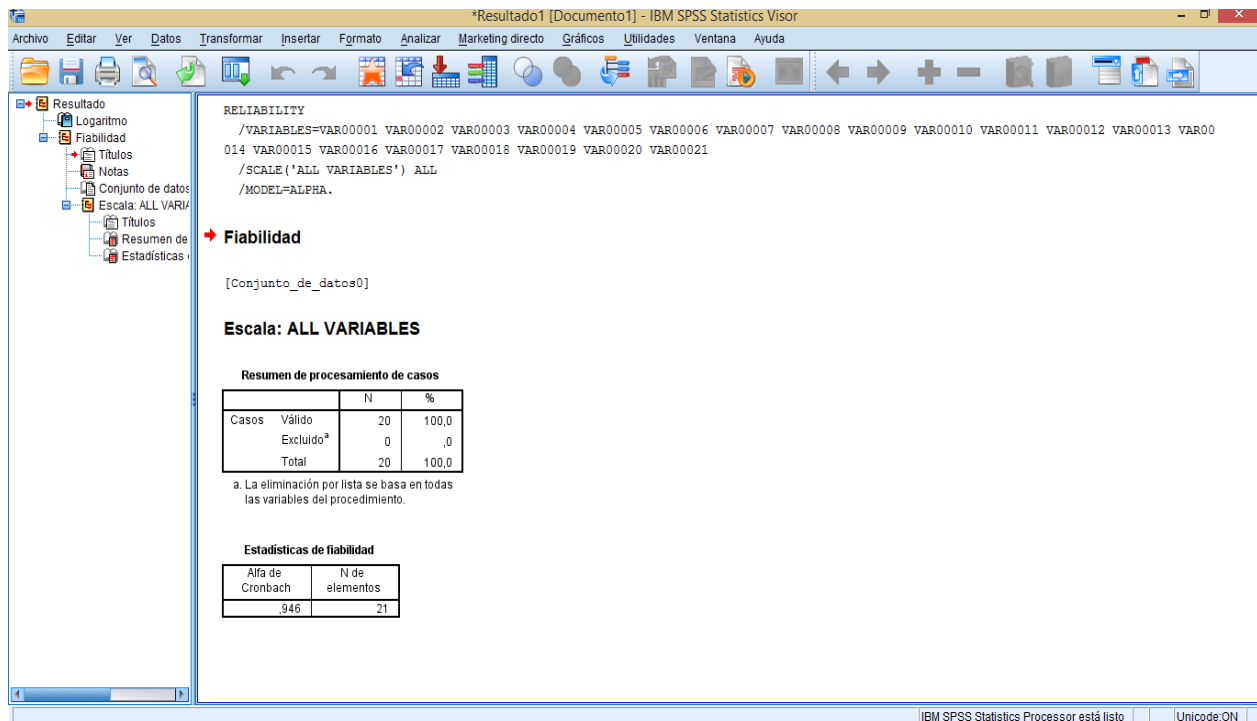 *Resultado1 [Documento1] - IBM SPSS Statistics Visor
Archivo Editar Ver Datos Transformar Insertar Formato Analizar Marketing directo Gráficos Utilidades Ventana Ayuda
Resultado
Logaritmo
Fiabilidad
Títulos
Notas
Conjunto de datos
Escala: ALL VARIA
Títulos
Resumen de
Estadísticas
RELIABILITY
/VARIABLES=VAR00001 VAR00002 VAR00003 VAR00004 VAR00005 VAR00006 VAR00007 VAR00008 VAR00009 VAR00010 VAR00011 VAR00012 VAR00013 VAR00
014 VAR00015 VAR00016 VAR00017 VAR00018 VAR00019 VAR00020 VAR00021
/SCALE('ALL VARIABLES') ALL
/MODEL=ALPHA.
Fiabilidad
[Conjunto_de_datos0]
Escala: ALL VARIABLES
Resumen de procesamiento de casos
N %
Casos Válido 20 100,0
Excluido a 0 ,0
Total 20 100,0
a. La eliminación por lista se basa en todas
las variables del procedimiento.
Estadísticas de fiabilidad
Alfa de Cronbach N de elementos
,946 21
IBM SPSS Statistics Processor está listo Unicode:ON